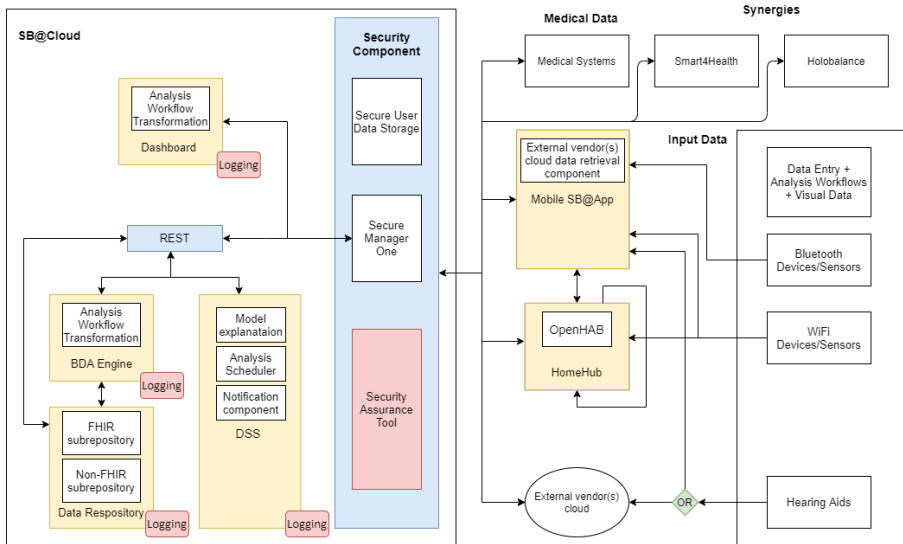 SB@Cloud
Analysis
Workflow
Transformation
Dashboard
Logging
REST
Analysis
Workflow
Transformation
BDA Engine
Logging
FHIR
subrepository
Non-FHIR
subrepository
Data Respository
Logging
Model
explanataion
Analysis
Scheduler
Notification
component
DSS
Logging
Security
Component
Secure User
Data Storage
Secure
Manager
One
Security
Assurance
Tool
Medical Data
Synergies
Medical Systems
Smart4Health
Holobalance
Input Data
External vendor(s)
cloud data retrieval
component
Mobile SB@App
OpenHAB
HomeHub
External vendor(s)
cloud
OR
Data Entry +
Analysis Workflows
+ Visual Data
Bluetooth
Devices/Sensors
WiFi
Devices/Sensors
Hearing Aids